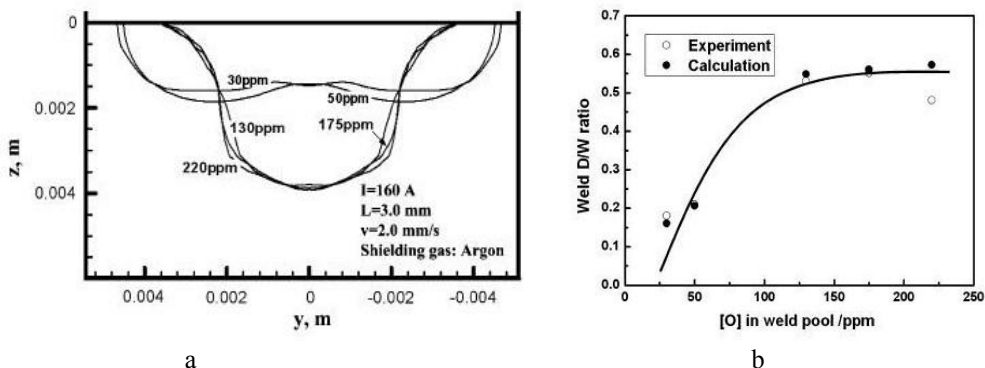 0
0.002
0.004
z, m
30ppm
50ppm
130ppm
175ppm
220ppm
I=160 A
L=3.0 mm
v=2.0 mm/s
Shielding gas: Argon
0.004
0.002
0
-0.002
-0.004
y, m
a
0.7
0.6
0.5
0.4
0.3
0.2
0.1
0.0
Weld D/W ratio
Experiment
Calculation
0
50
100
150
200
250
[O] in weld pool /ppm
b